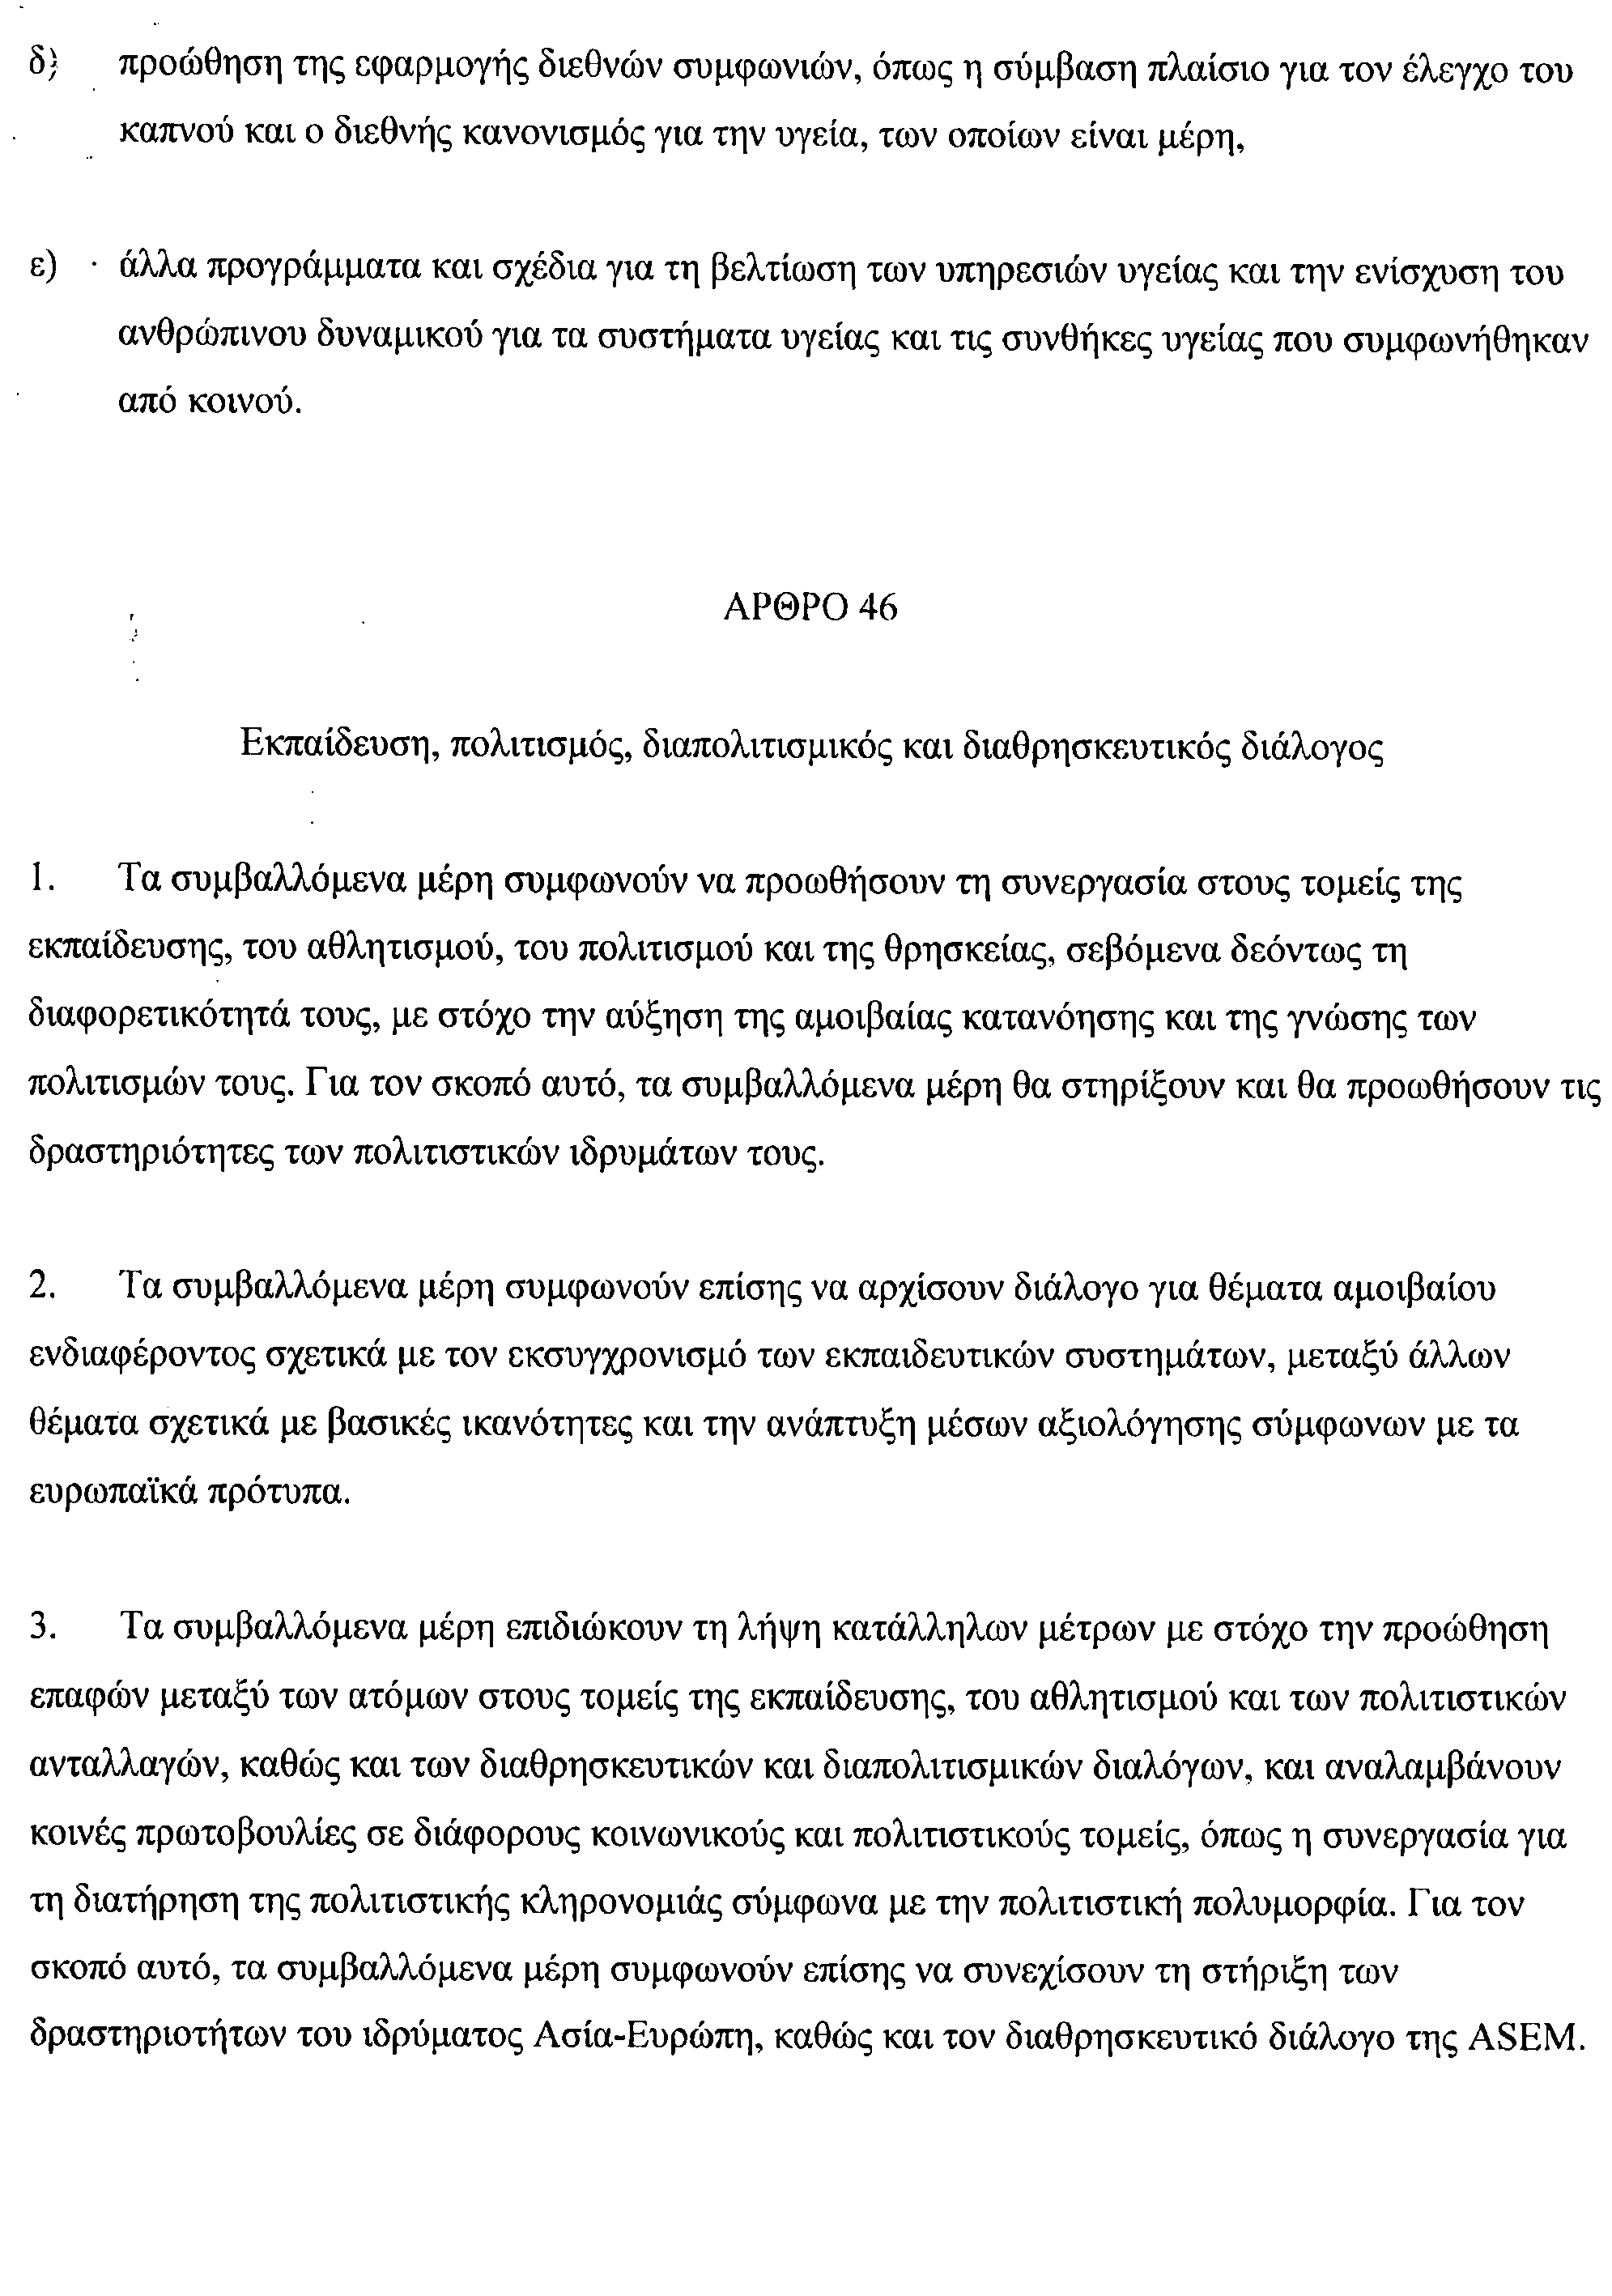 δ) προώθηση της εφαρμογής διεθνών συμφωνιών, όπως η σύμβαση πλαίσιο για τον έλεγχο του
καπνού και ο διεθνής κανονισμός για την υγεία, των οποίων είναι μέρη,
ε) άλλα προγράμματα και σχέδια για τη βελτίωση των υπηρεσιών υγείας και την ενίσχυση του
ανθρώπινου δυναμικού για τα συστήματα υγείας και τις συνθήκες υγείας που συμφωνήθηκαν
από κοινού.
ΑΡΘΡΟ 46
Εκπαίδευση, πολιτισμός, διαπολιτισμικός και διαθρησκευτικός διάλογος
1. Τα συμβαλλόμενα μέρη συμφωνούν να προωθήσουν τη συνεργασία στους τομείς της
εκπαίδευσης, του αθλητισμού, του πολιτισμού και της θρησκείας, σεβόμενα δεόντως τη
διαφορετικότητά τους, με στόχο την αύξηση της αμοιβαίας κατανόησης και της γνώσης των
πολιτισμών τους. Για τον σκοπό αυτό, τα συμβαλλόμενα μέρη θα στηρίξουν και θα προωθήσουν τις
δραστηριότητες των πολιτιστικών ιδρυμάτων τους.
2. Τα συμβαλλόμενα μέρη συμφωνούν επίσης να αρχίσουν διάλογο για θέματα αμοιβαίου
ενδιαφέροντος σχετικά με τον εκσυγχρονισμό των εκπαιδευτικών συστημάτων, μεταξύ άλλων
θέματα σχετικά με βασικές ικανότητες και την ανάπτυξη μέσων αξιολόγησης σύμφωνων με τα
ευρωπαϊκά πρότυπα.
3. Τα συμβαλλόμενα μέρη επιδιώκουν τη λήψη κατάλληλων μέτρων με στόχο την προώθηση
επαφών μεταξύ των ατόμων στους τομείς της εκπαίδευσης, του αθλητισμού και των πολιτιστικών
ανταλλαγών, καθώς και των διαθρησκευτικών και διαπολιτισμικών διαλόγων, και αναλαμβάνουν
κοινές πρωτοβουλίες σε διάφορους κοινωνικούς και πολιτιστικούς τομείς, όπως η συνεργασία για
τη διατήρηση της πολιτιστικής κληρονομιάς σύμφωνα με την πολιτιστική πολυμορφία. Για τον
σκοπό αυτό, τα συμβαλλόμενα μέρη συμφωνούν επίσης να συνεχίσουν τη στήριξη των
δραστηριοτήτων του ιδρύματος Ασία-Ευρώπη, καθώς και τον διαθρησκευτικό διάλογο της ASEM.